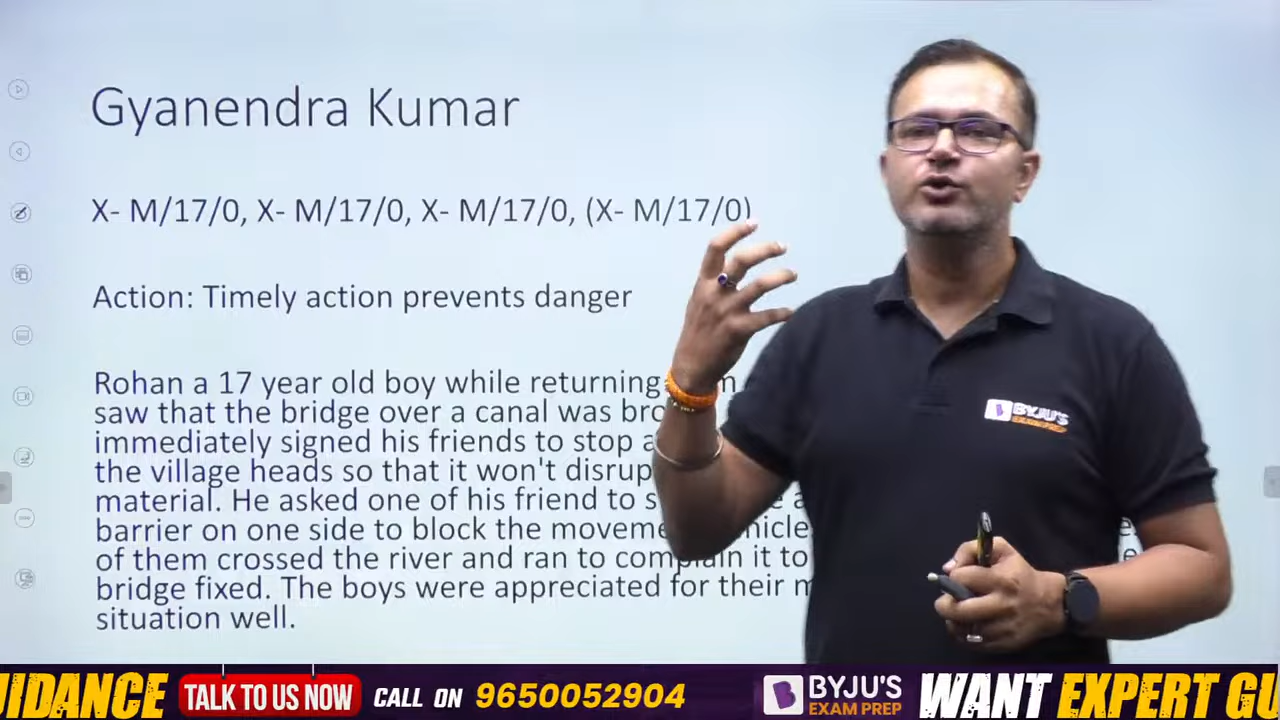 Gyanendra Kumar
X- M/17/0, X- M/17/0, X- M/17/0, (X- M/17/0)
Action: Timely action prevents danger
Rohan a 17 year old boy while returning
saw that the bridge over a canal was
immediately signed his friends to stop
the village heads so that it won't
material. He asked one of his friend to
barrier on one side to block the
of them crossed the river and ran to complain it to
bridge fixed. The boys were appreciated for their
situation well.
BYJU'S
EXAM PREP
UIDANCE TALK TO US NOW CALL ON 9650052904 BYJU'S EXAM PREP WANT EXPERT GU